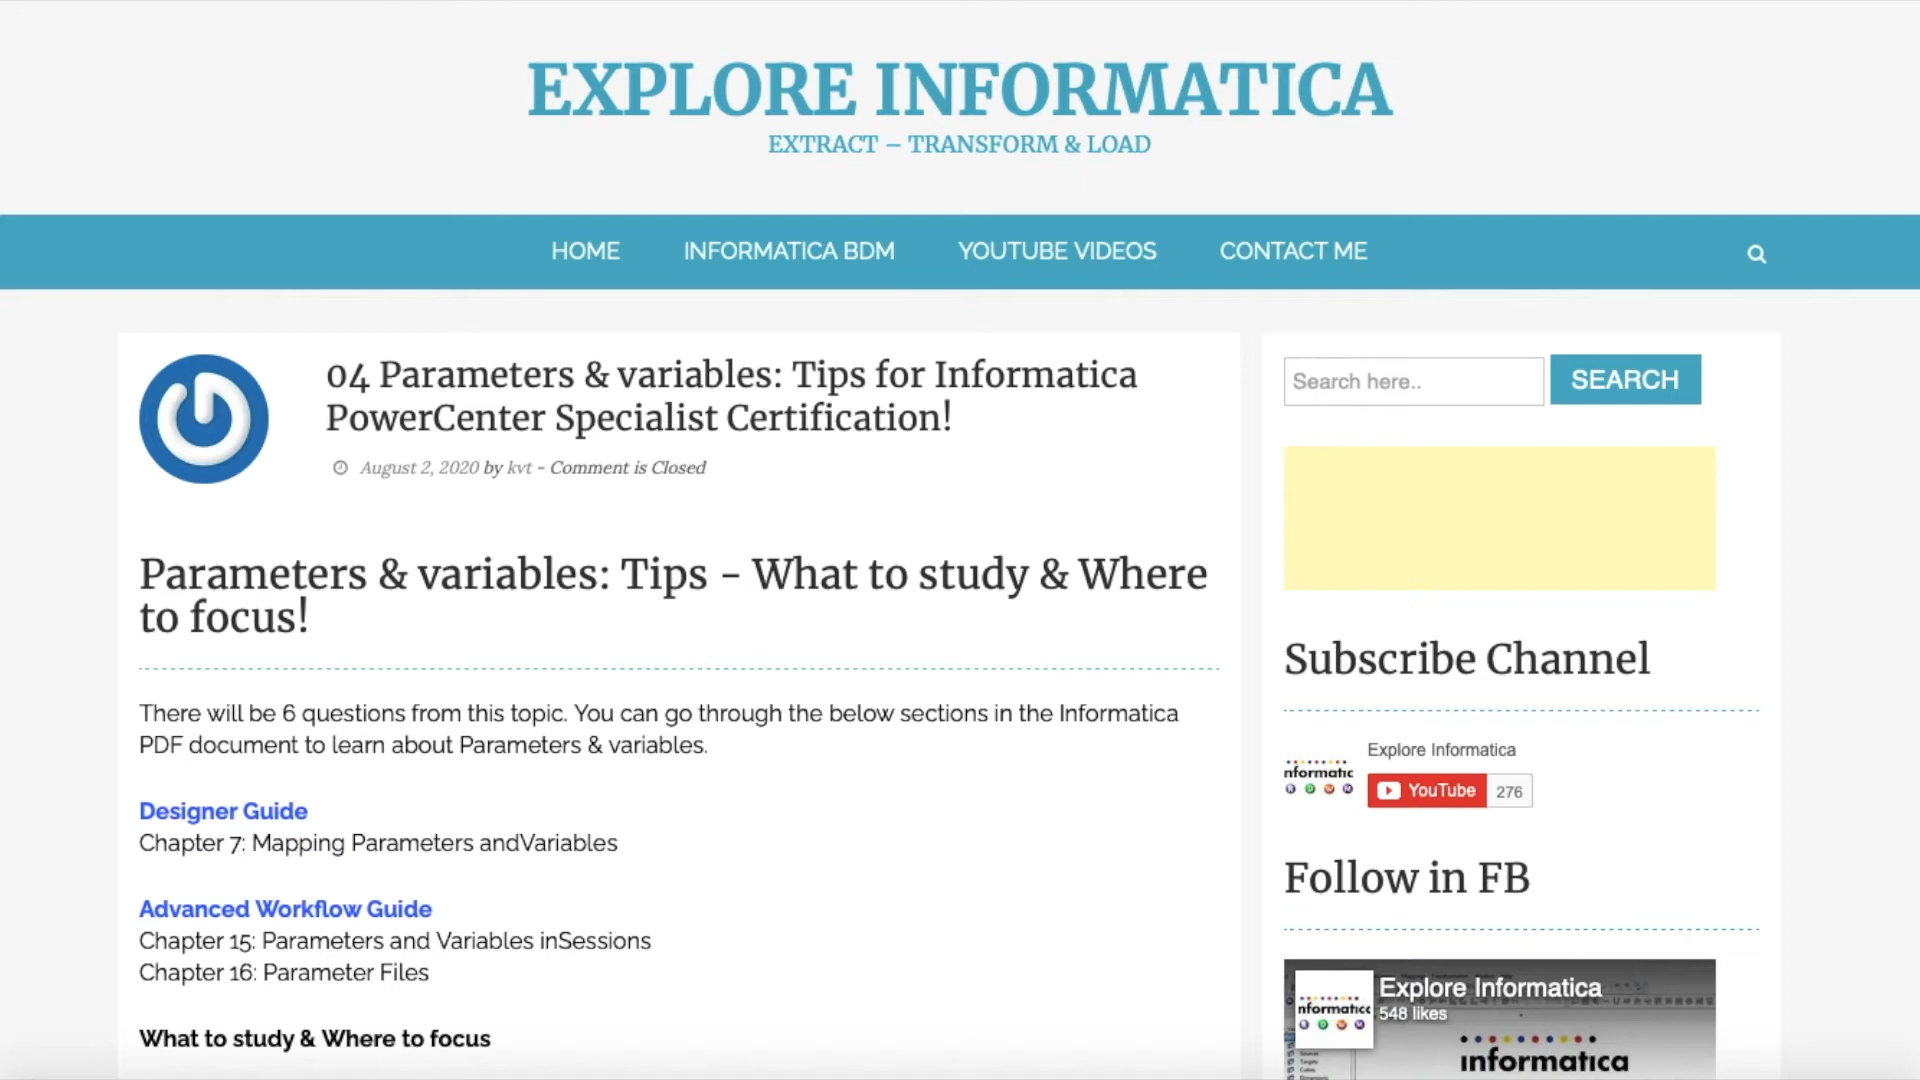 EXPLORE INFORMATICA
EXTRACT – TRANSFORM & LOAD
HOME
INFORMATICA BDM
YOUTUBE VIDEOS
CONTACT ME
04 Parameters & variables: Tips for Informatica
PowerCenter Specialist Certification!
August 2, 2020 by kvt - Comment is Closed
Parameters & variables: Tips - What to study & Where
to focus!
There will be 6 questions from this topic. You can go through the below sections in the Informatica
PDF document to learn about Parameters & variables.
Designer Guide
Chapter 7: Mapping Parameters andVariables
Advanced Workflow Guide
Chapter 15: Parameters and Variables inSessions
Chapter 16: Parameter Files
What to study & Where to focus
Search here..
SEARCH
Subscribe Channel
nformatic
Explore Informatica
YouTube 276
Follow in FB
nformatica
Explore Informatica
548 likes
informatica